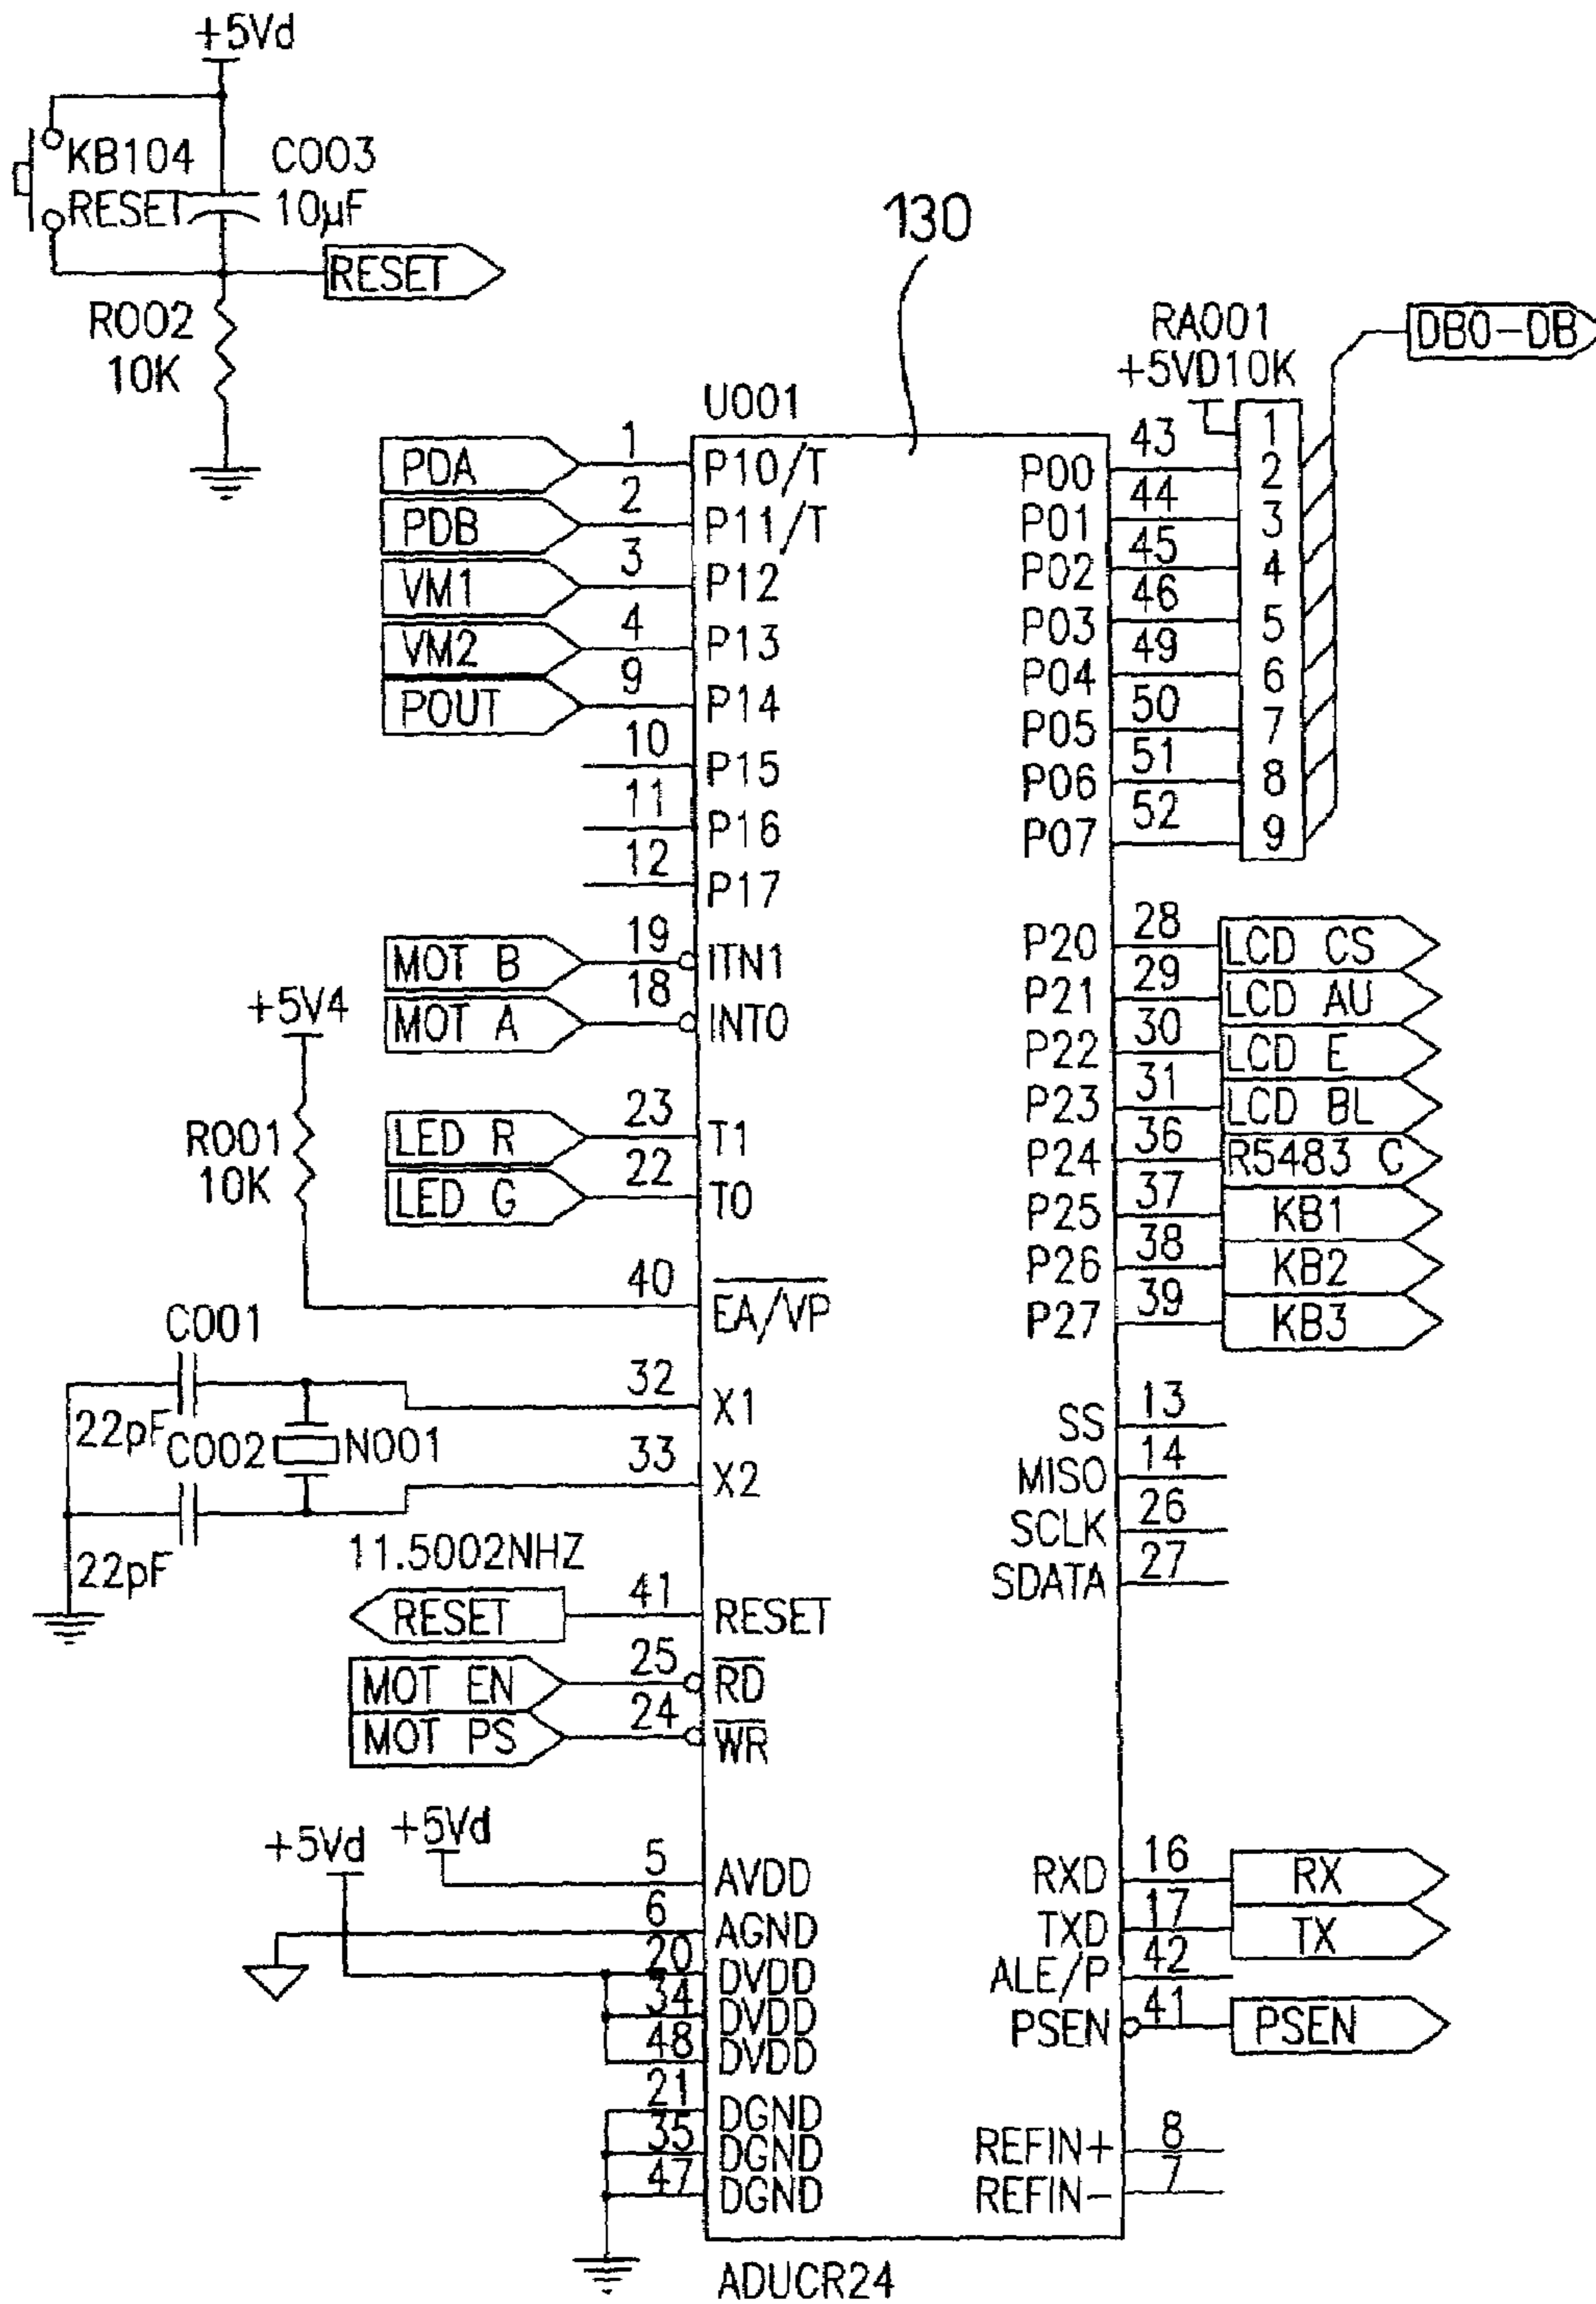 +5Vd
KB104
RESET
C003
10µF
RESET
R002
10K
130
RA001
+5VD10K
DB0-DB
U001
PDA 1 P10/T
PDB 2 P11/T
VM1 3 P12
VM2 4 P13
POUT 9 P14
10 P15
11 P16
12 P17
MOT B 19 ITN1
MOT A 18 INT0
+5V4
R001
10K
LED R 23 T1
LED G 22 T0
40 EA/VP
C001
22pF
32 X1
C002
N001
33 X2
22pF
11.5002NHZ
RESET 41 RESET
MOT EN 25 RD
MOT PS 24 WR
+5Vd
+5Vd
5 AVDD
6 AGND
20 DVDD
34 DVDD
48 DVDD
21 DGND
35 DGND
47 DGND
1
P00 43 2
P01 44 3
P02 45 4
P03 46 5
P04 49 6
P05 50 7
P06 51 8
P07 52 9
P20 28 LCD CS
P21 29 LCD AU
P22 30 LCD E
P23 31 LCD BL
P24 36 R5483 C
P25 37 KB1
P26 38 KB2
P27 39 KB3
SS 13
MISO 14
SCLK 26
SDATA 27
RXD 16 RX
TXD 17 TX
ALE/P 42
PSEN 41 PSEN
REFIN+ 8
REFIN- 7
ADUCR24